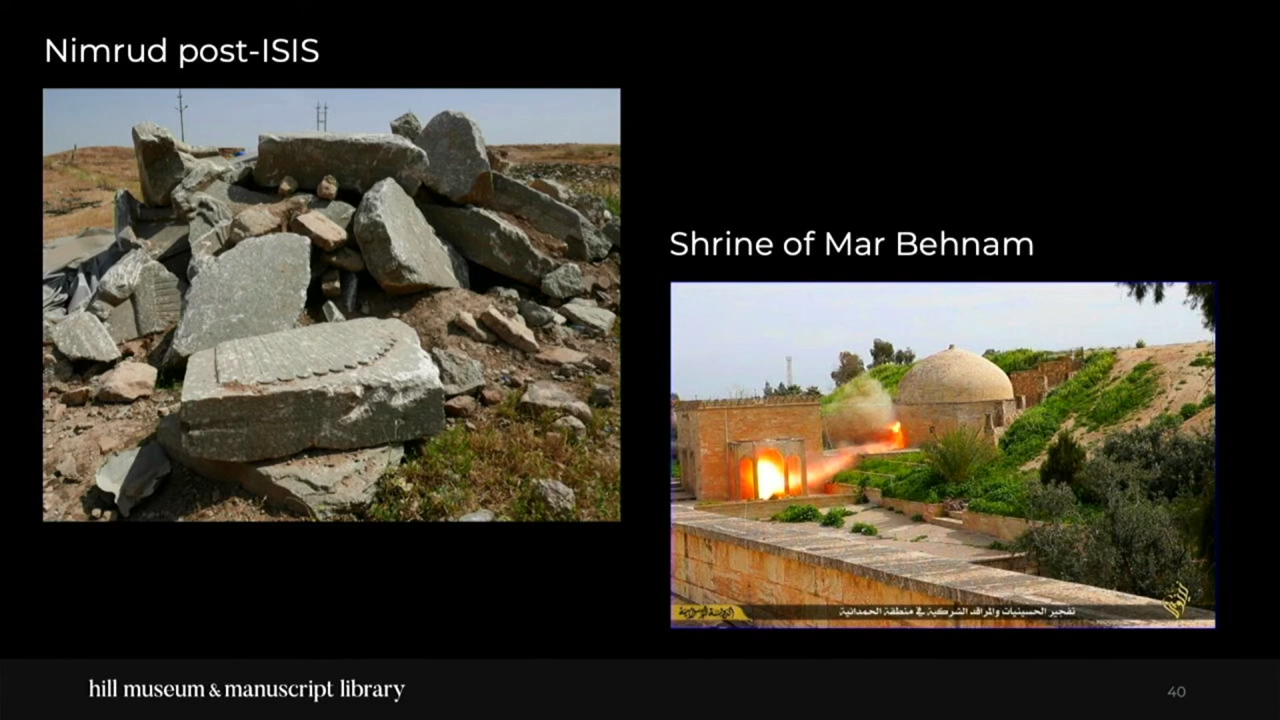 Nimrud post-ISIS
Shrine of Mar Behnam
تفجير الحسينيات والمراقد الشركية في منطقة الحمدانية
hill museum & manuscript library
40